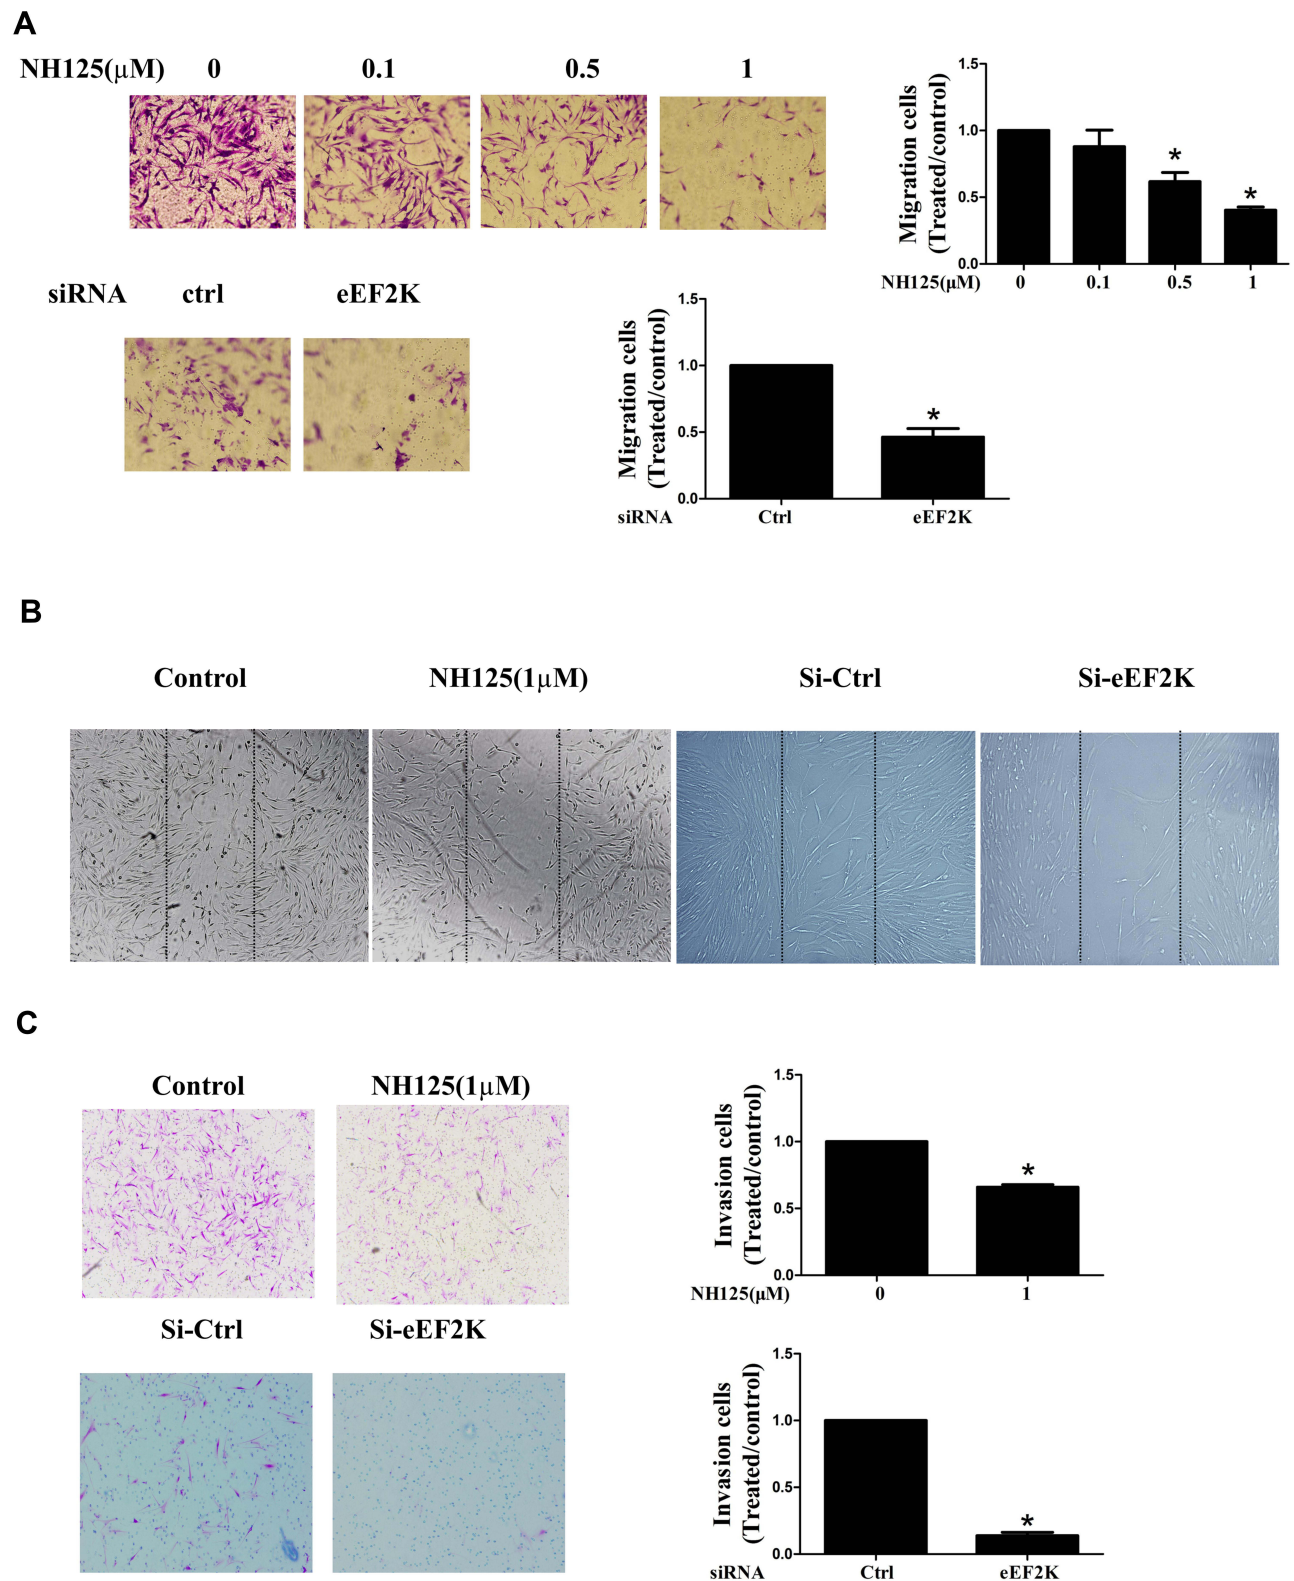 A
NH125(μM) 0 0.1 0.5 1
1.5
1.0
0.5
0.0
Migration cells
(Treated/control)
* *
NH125(μM) 0 0.1 0.5 1
siRNA ctrl eEF2K
1.5
1.0
0.5
0.0
Migration cells
(Treated/control)
*
siRNA Ctrl eEF2K
B
Control NH125(1μM) Si-Ctrl Si-eEF2K
C
Control NH125(1μM)
1.5
1.0
0.5
0.0
Invasion cells
(Treated/control)
*
NH125(μM) 0 1
Si-Ctrl Si-eEF2K
1.5
1.0
0.5
0.0
Invasion cells
(Treated/control)
*
siRNA Ctrl eEF2K